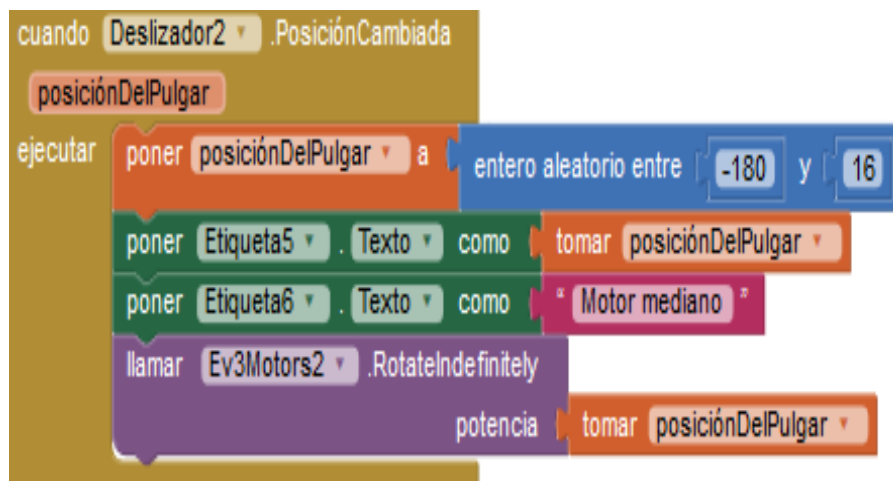 cuando Deslizador2 .PosiciónCambiada
posiciónDelPulgar
ejecutar poner posiciónDelPulgar a entero aleatorio entre -180 y 16
poner Etiqueta5 . Texto como tomar posiciónDelPulgar
poner Etiqueta6 . Texto como “ Motor mediano ”
llamar Ev3Motors2 .RotateIndefinitely
potencia tomar posiciónDelPulgar